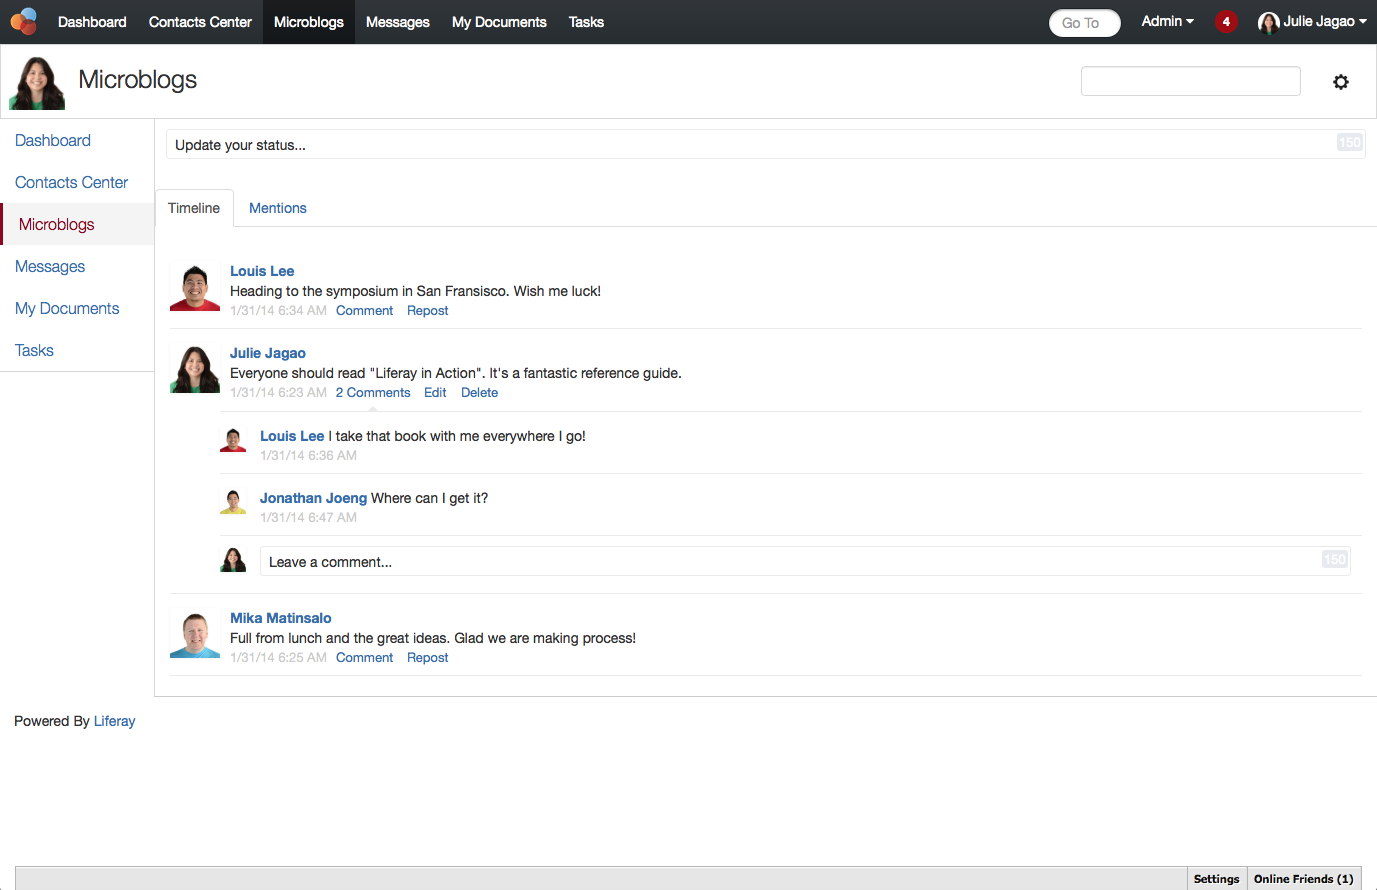 Dashboard Contacts Center Microblogs Messages My Documents Tasks Go To Admin 4 Julie Jagao
Microblogs
Dashboard
Contacts Center
Microblogs
Messages
My Documents
Tasks
Update your status... 150
Timeline Mentions
Louis Lee
Heading to the symposium in San Fransisco. Wish me luck!
1/31/14 6:34 AM Comment Repost
Julie Jagao
Everyone should read "Liferay in Action". It's a fantastic reference guide.
1/31/14 6:23 AM 2 Comments Edit Delete
Louis Lee I take that book with me everywhere I go!
1/31/14 6:36 AM
Jonathan Joeng Where can I get it?
1/31/14 6:47 AM
Leave a comment... 150
Mika Matinsalo
Full from lunch and the great ideas. Glad we are making process!
1/31/14 6:25 AM Comment Repost
Powered By Liferay
Settings Online Friends (1)